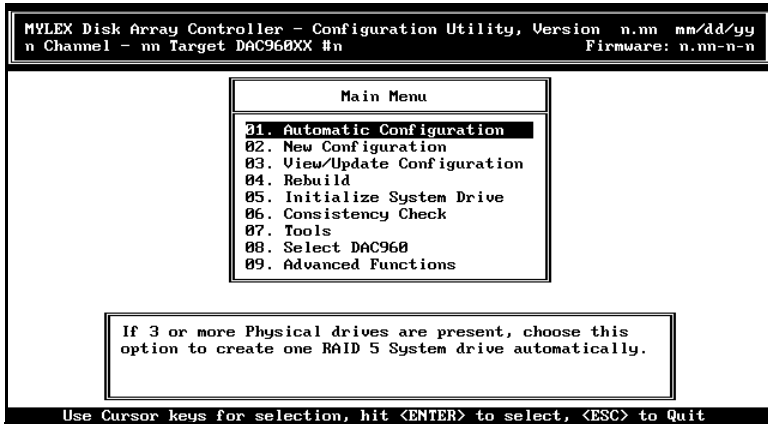 MYLEX Disk Array Controller - Configuration Utility, Version n.nn mm/dd/yy
n Channel - nn Target DAC960XX #n Firmware: n.nn-n-n
Main Menu
01. Automatic Configuration
02. New Configuration
03. View/Update Configuration
04. Rebuild
05. Initialize System Drive
06. Consistency Check
07. Tools
08. Select DAC960
09. Advanced Functions
If 3 or more Physical drives are present, choose this
option to create one RAID 5 System drive automatically.
Use Cursor keys for selection, hit <ENTER> to select, <ESC> to Quit